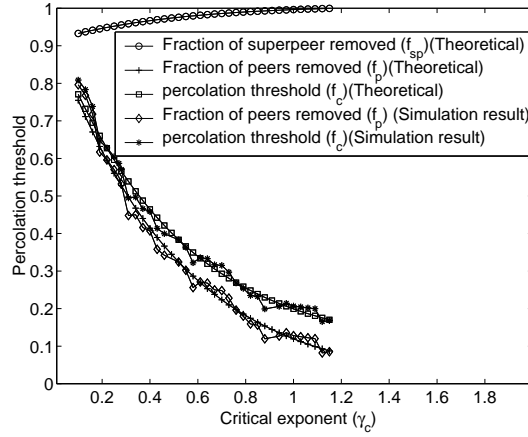 1
0.9
0.8
0.7
0.6
0.5
0.4
0.3
0.2
0.1
0
Percolation threshold
Fraction of superpeer removed (f_sp)(Theoretical)
Fraction of peers removed (f_p)(Theoretical)
percolation threshold (f_c)(Theoretical)
Fraction of peers removed (f_p) (Simulation result)
percolation threshold (f_c)(Simulation result)
0.2 0.4 0.6 0.8 1 1.2 1.4 1.6 1.8 2
Critical exponent (γ_c)